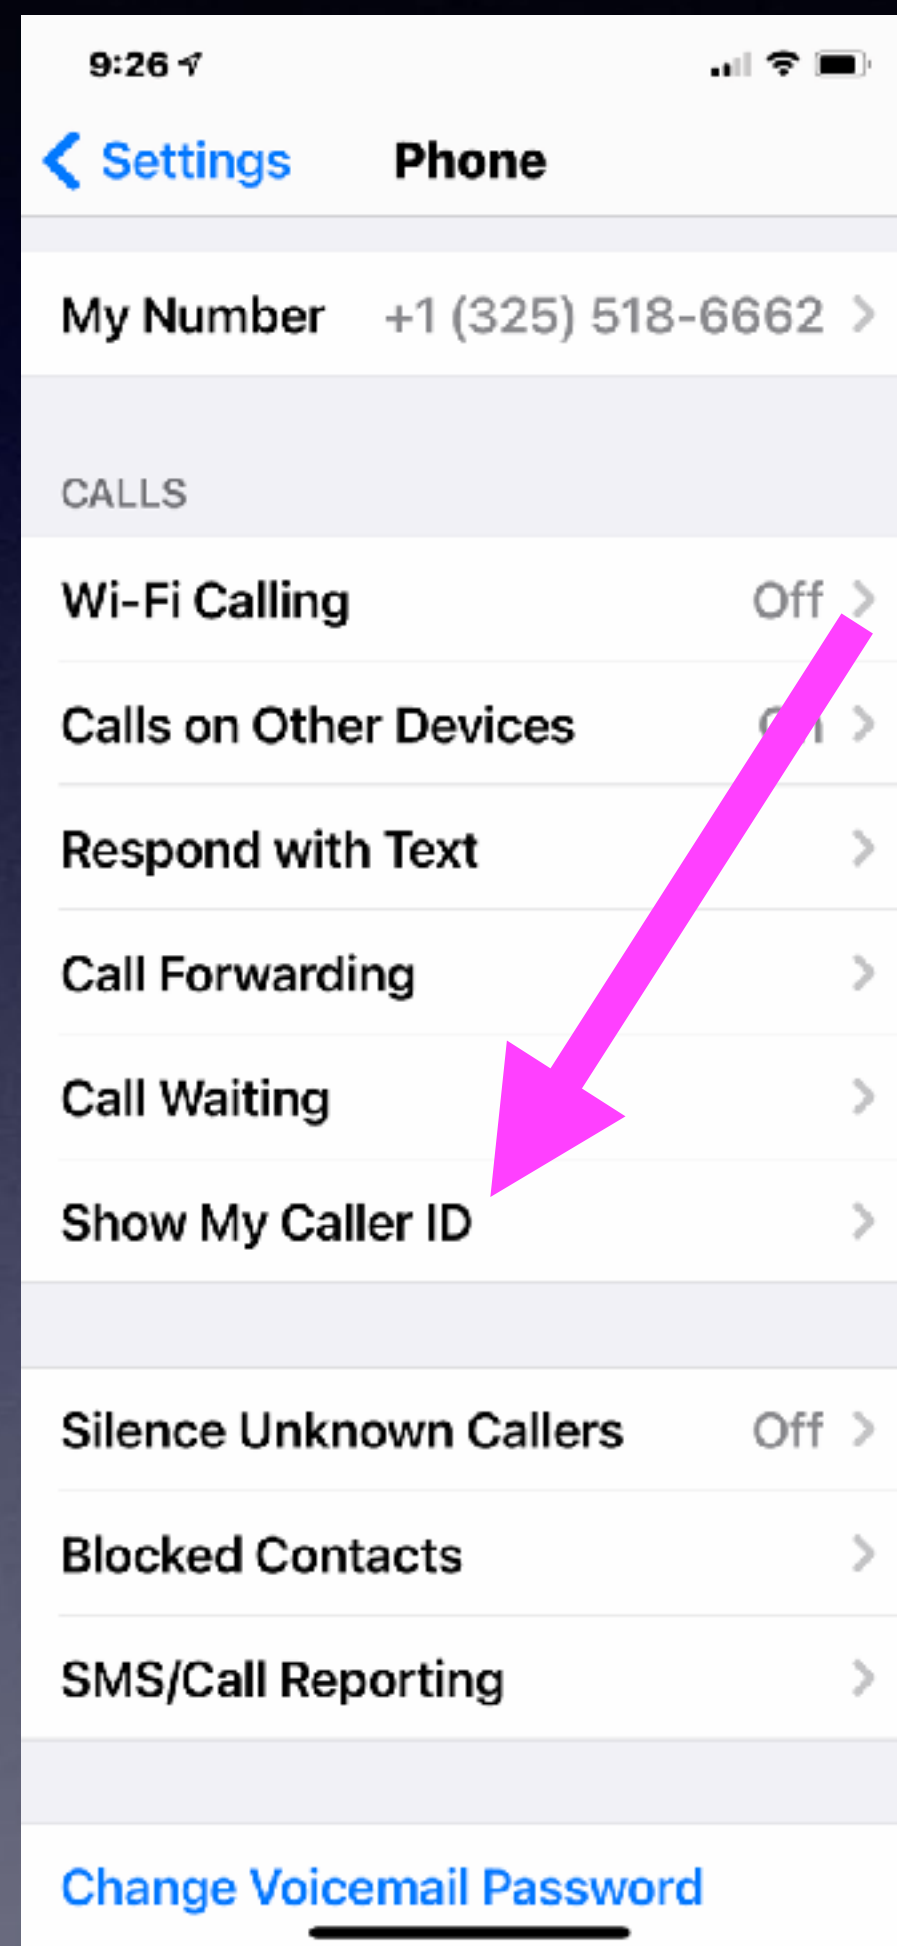 9:26
Settings Phone
My Number +1 (325) 518-6662
CALLS
Wi-Fi Calling Off
Calls on Other Devices
Respond with Text
Call Forwarding
Call Waiting
Show My Caller ID
Silence Unknown Callers Off
Blocked Contacts
SMS/Call Reporting
Change Voicemail Password